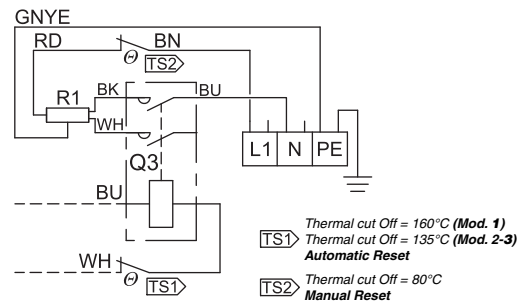 GNYE
RD BN
Θ TS2
R1 BK BU
WH
L1 N PE
Q3
BU
WH
Θ TS1
TS1 Thermal cut Off = 160°C (Mod. 1)
Thermal cut Off = 135°C (Mod. 2-3)
Automatic Reset
TS2 Thermal cut Off = 80°C
Manual Reset